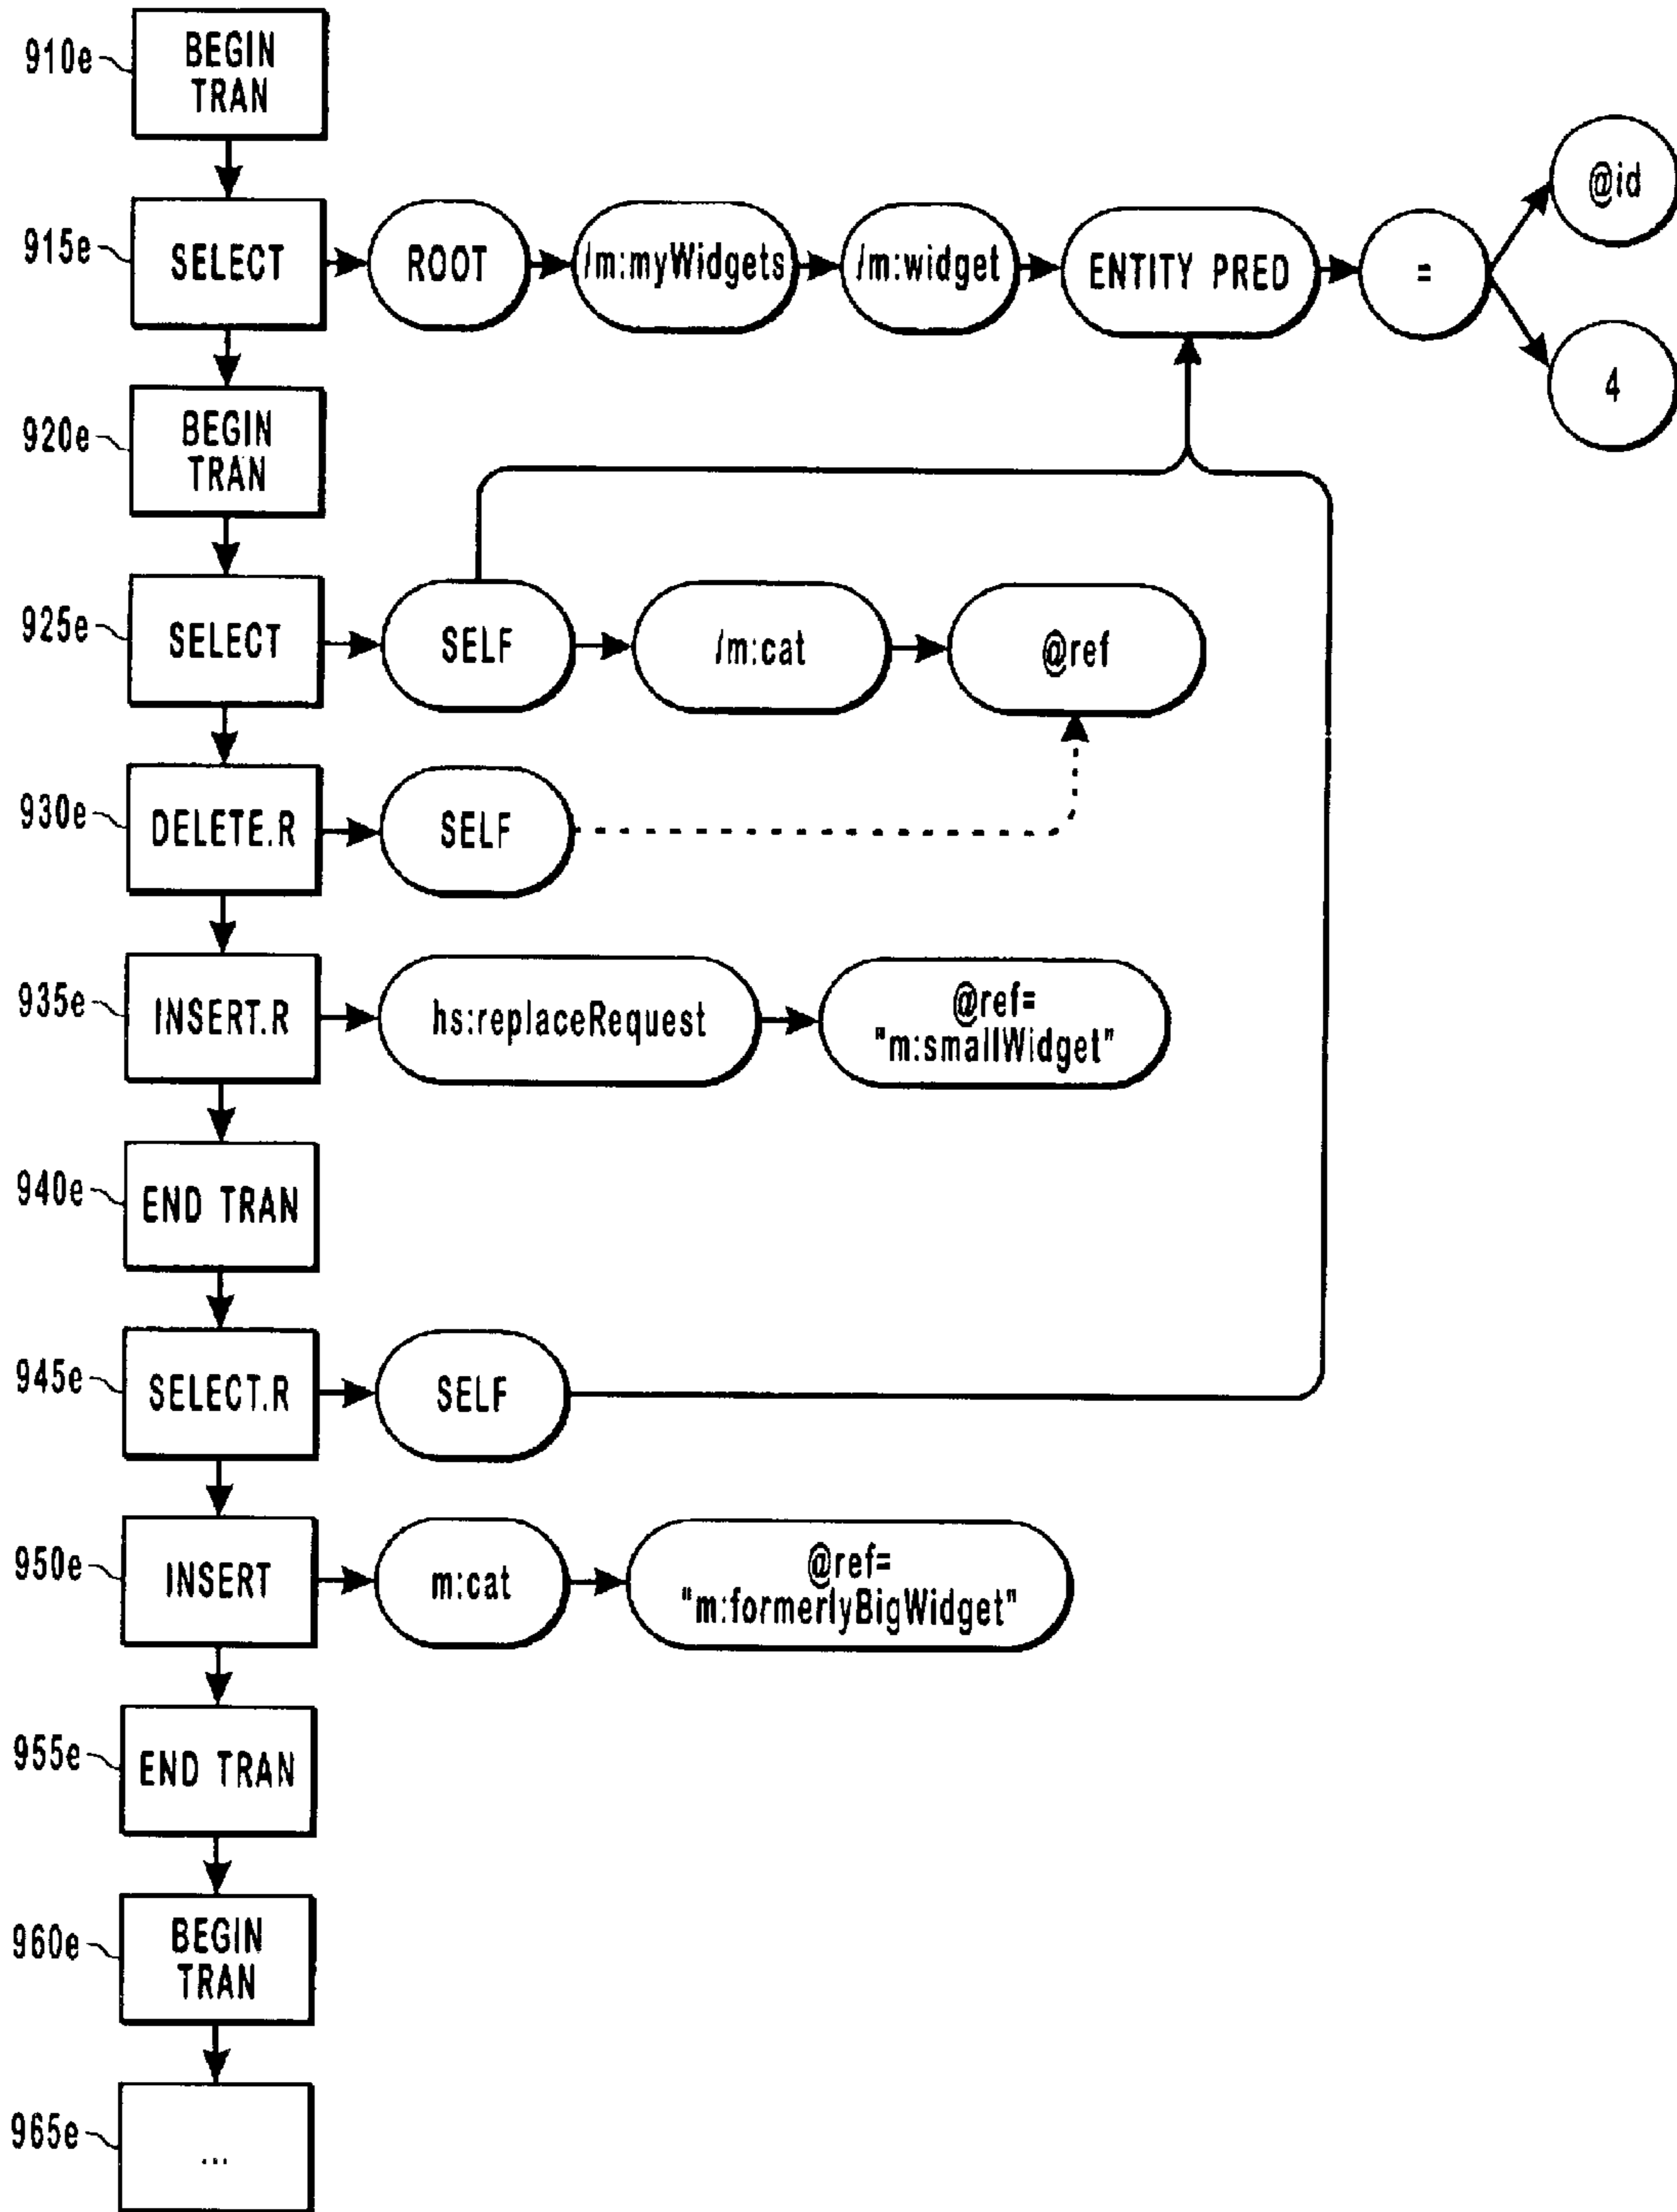 910e
BEGIN
TRAN
915e
SELECT
ROOT
/m:myWidgets
/m:widget
ENTITY PRED
=
@id
4
920e
BEGIN
TRAN
925e
SELECT
SELF
/m:cat
@ref
930e
DELETE.R
SELF
935e
INSERT.R
hs:replaceRequest
@ref=
"m:smallWidget"
940e
END TRAN
945e
SELECT.R
SELF
950e
INSERT
m:cat
@ref=
"m:formerlyBigWidget"
955e
END TRAN
960e
BEGIN
TRAN
965e
...